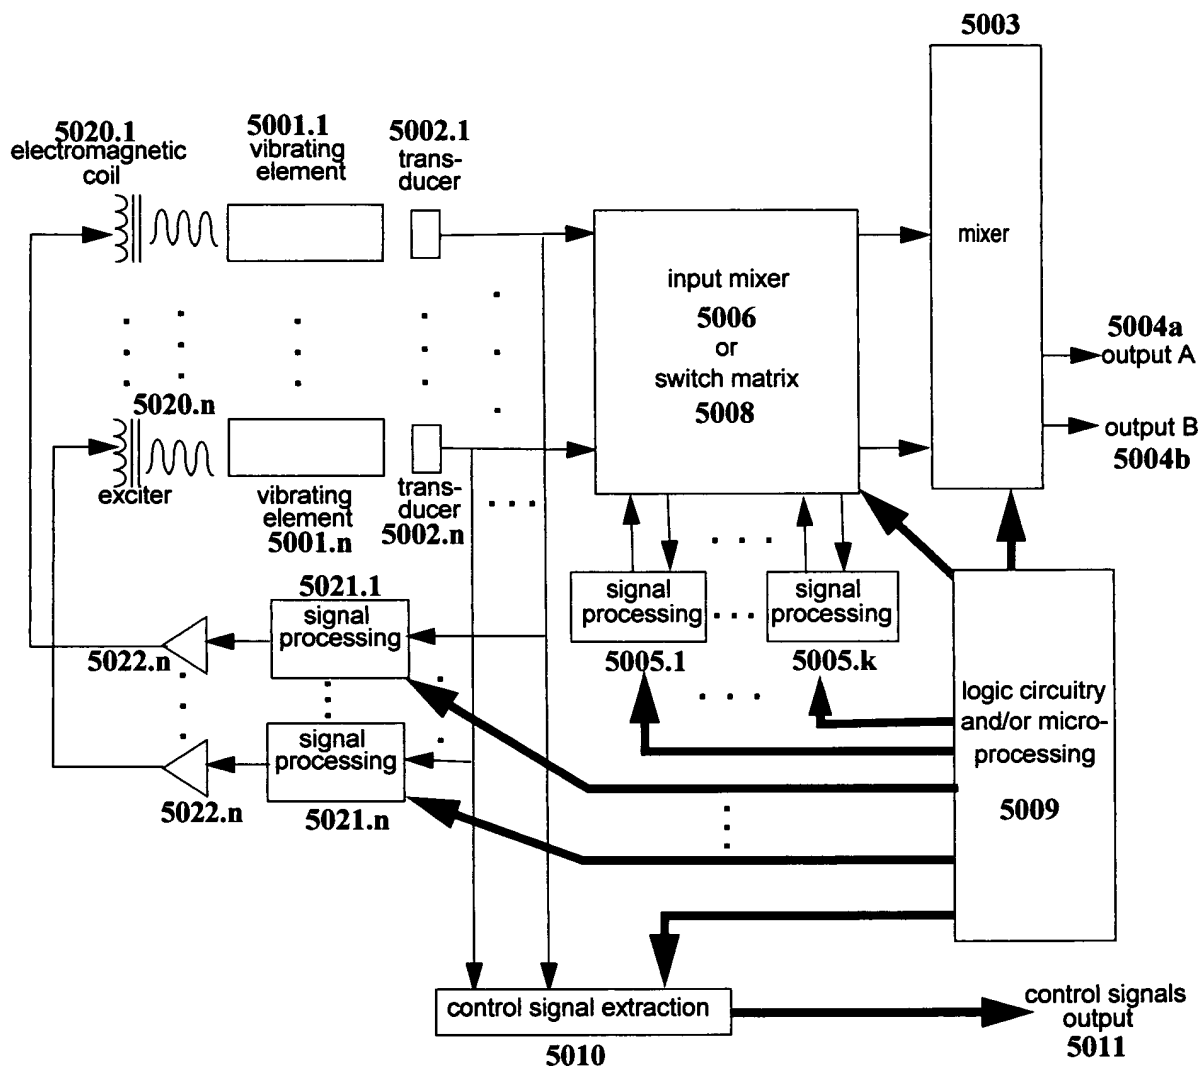 5003
5020.1
electromagnetic
coil
5001.1
vibrating
element
5002.1
trans-
ducer
mixer
input mixer
5006
or
switch matrix
5008
5004a
output A
output B
5004b
5020.n
exciter
vibrating
element
5001.n
trans-
ducer
5002.n
5021.1
signal
processing
5022.n
signal
processing
5005.1
signal
processing
5005.k
logic circuitry
and/or micro-
processing
5009
signal
processing
5022.n
5021.n
control signal extraction
5010
control signals
output
5011